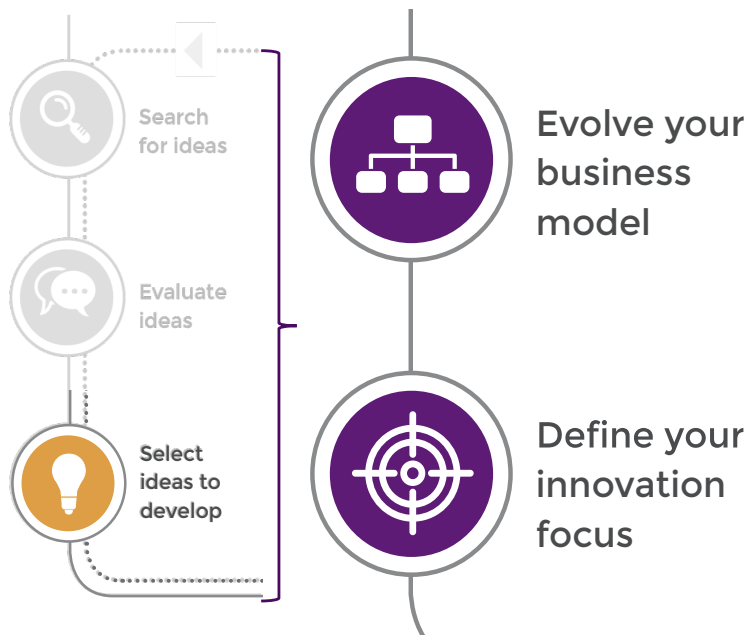 Search
for ideas
Evaluate
ideas
Select
ideas to
develop
Evolve your
business
model
Define your
innovation
focus